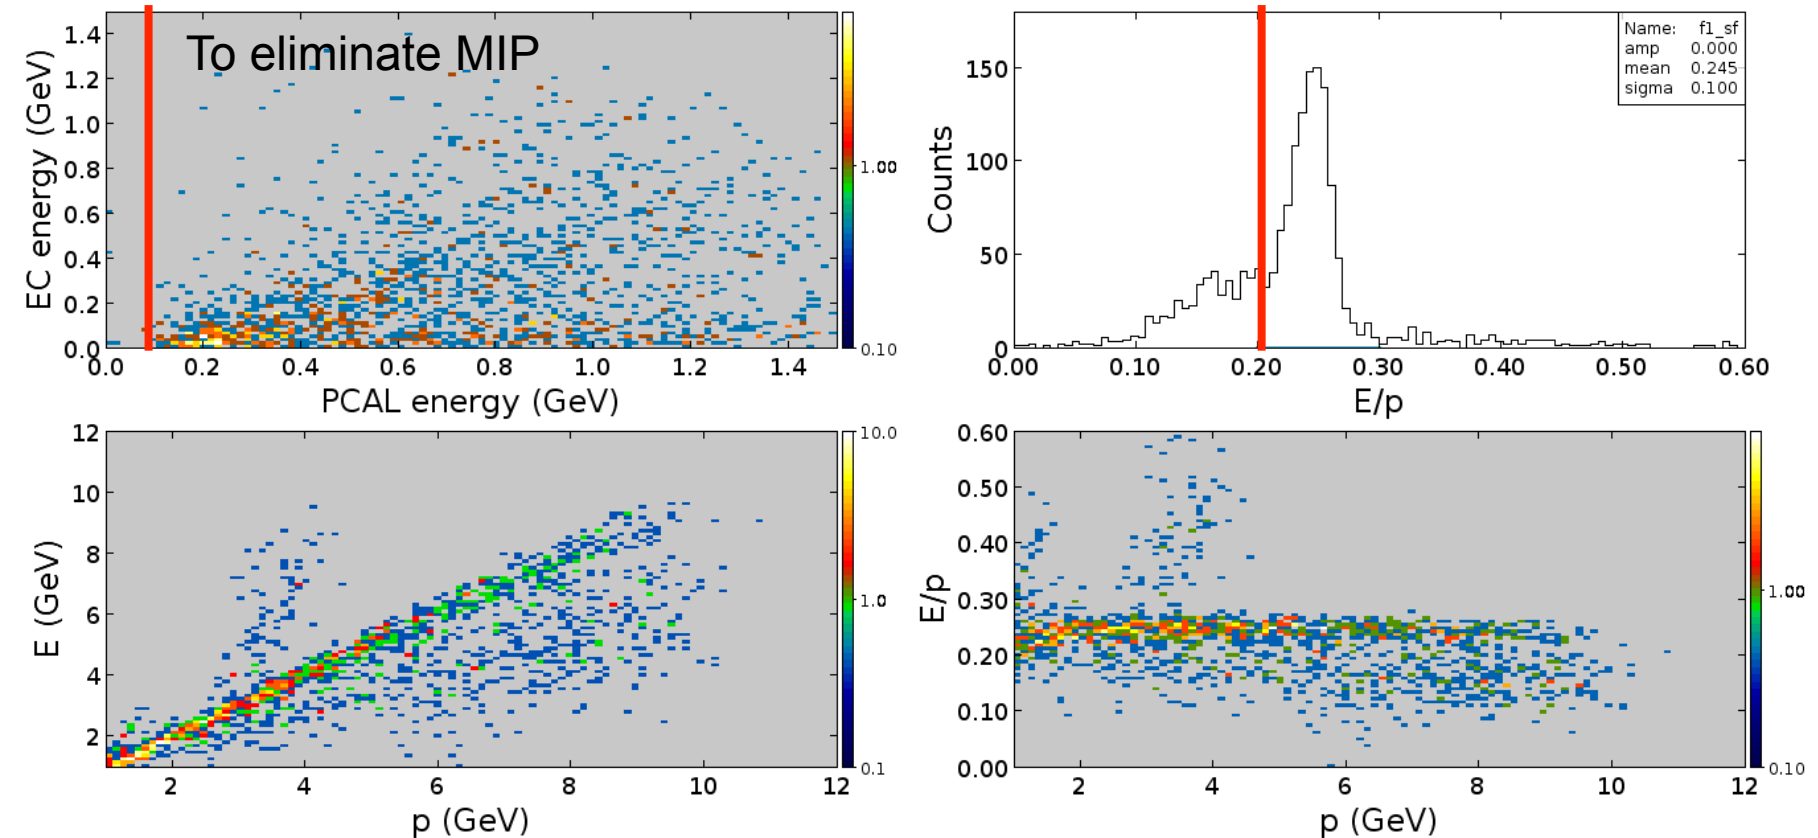 To eliminate MIP
EC energy (GeV)
1.4
1.2
1.0
0.8
0.6
0.4
0.2
0.0
0.0 0.2 0.4 0.6 0.8 1.0 1.2 1.4
PCAL energy (GeV)
0.10
Name: f1_sf
amp 0.000
mean 0.245
sigma 0.100
Counts
150
100
50
0
0.00 0.10 0.20 0.30 0.40 0.50 0.60
E/p
E (GeV)
12
10
8
6
4
2
2 4 6 8 10 12
p (GeV)
10.0
0.1
E/p
0.60
0.50
0.40
0.30
0.20
0.10
0.00
2 4 6 8 10 12
p (GeV)
0.10